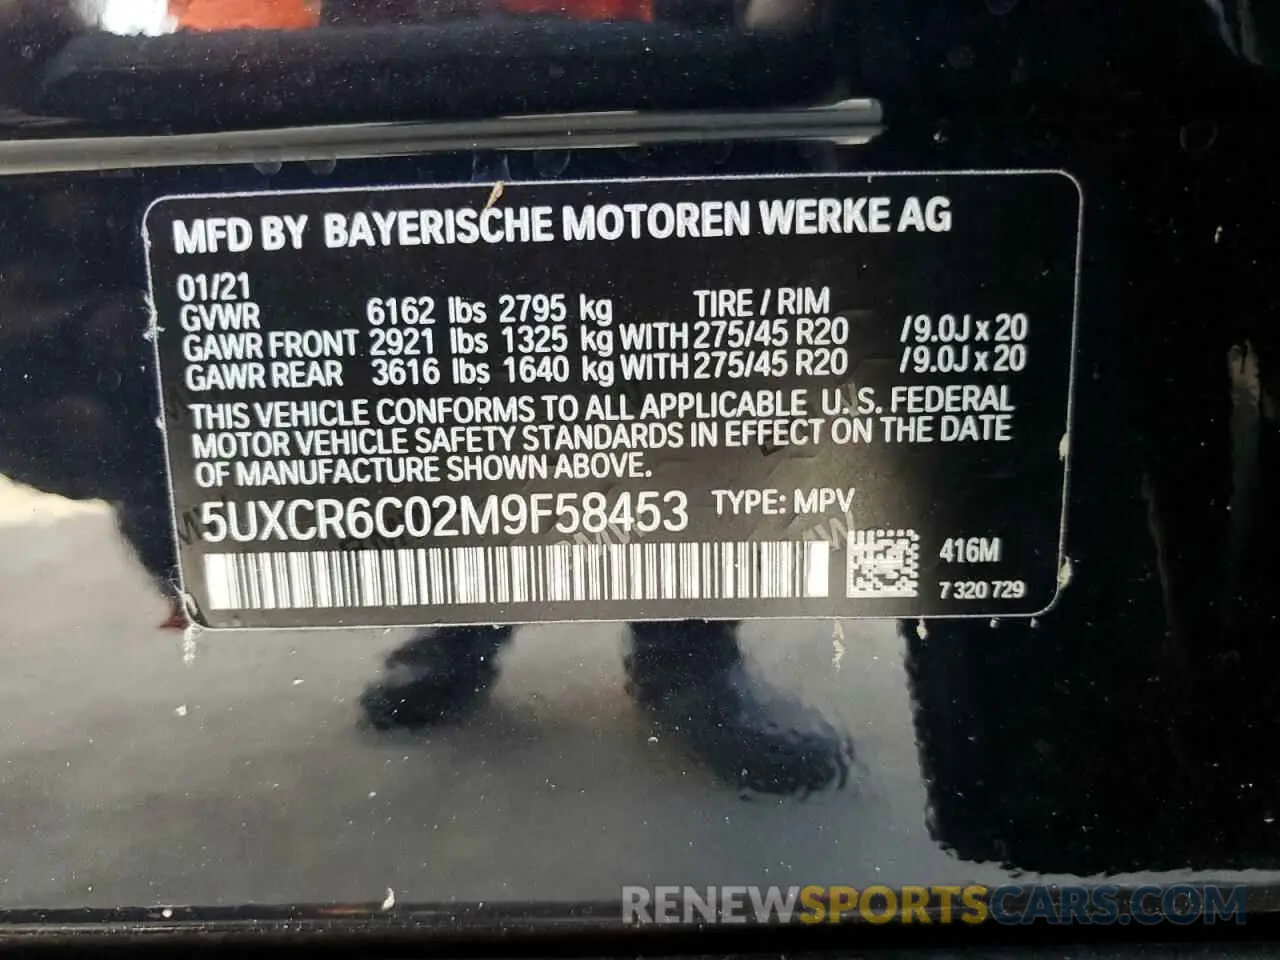 MFD BY BAYERISCHE MOTOREN WERKE AG
01/21
GVWR 6162 lbs 2795 kg TIRE / RIM
GAWR FRONT 2921 lbs 1325 kg WITH 275/45 R20 /9.0J x 20
GAWR REAR 3616 lbs 1640 kg WITH 275/45 R20 /9.0J x 20
THIS VEHICLE CONFORMS TO ALL APPLICABLE U. S. FEDERAL
MOTOR VEHICLE SAFETY STANDARDS IN EFFECT ON THE DATE
OF MANUFACTURE SHOWN ABOVE.
5UXCR6C02M9F58453 TYPE: MPV
416M
7 320 729
RENEWSPORTSCARS.COM